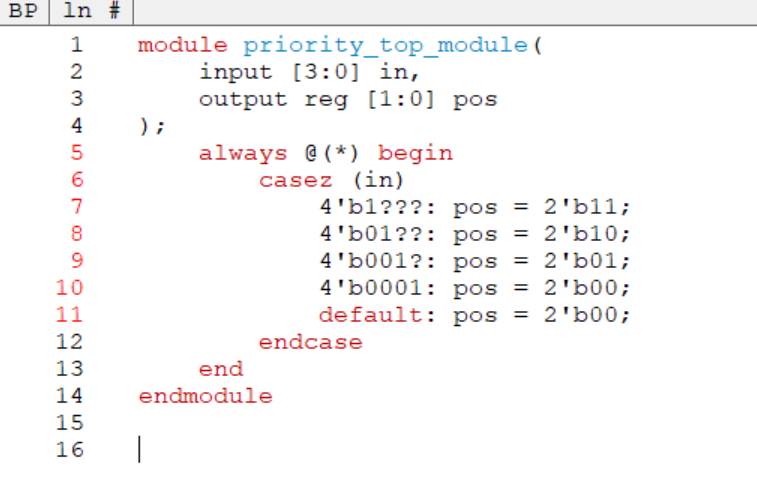 BP ln #
1 module priority_top_module(
2 input [3:0] in,
3 output reg [1:0] pos
4 );
5 always @(*) begin
6 casez (in)
7 4'b1???: pos = 2'b11;
8 4'b01??: pos = 2'b10;
9 4'b001?: pos = 2'b01;
10 4'b0001: pos = 2'b00;
11 default: pos = 2'b00;
12 endcase
13 end
14 endmodule
15
16